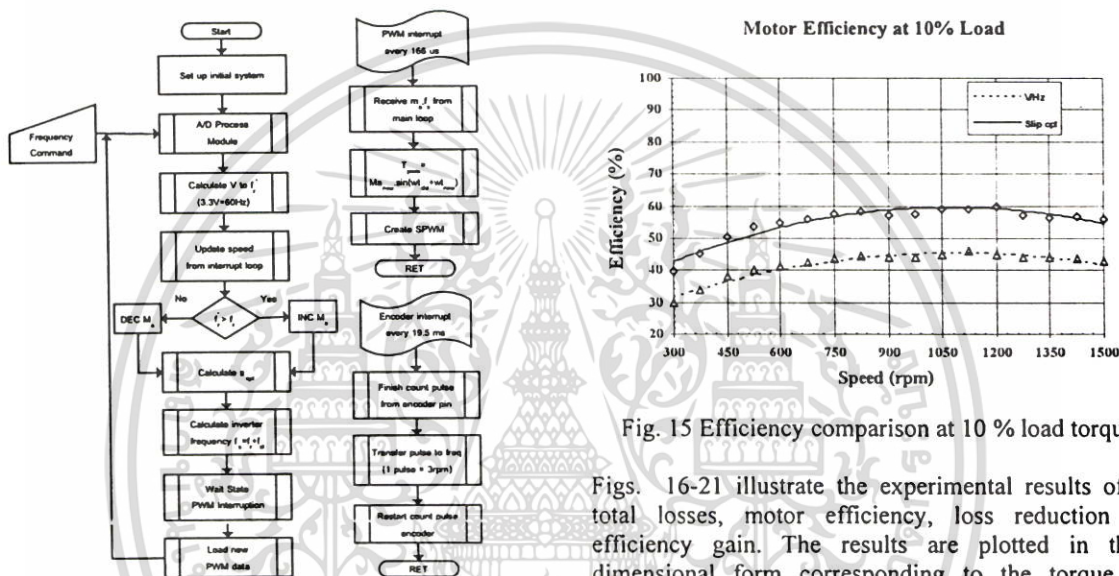 Start
Set up initial system
Frequency
Command
A/D Process
Module
Calculate V to f
(3.3V=60Hz)
Update speed
from interrupt loop
No
Yes
DEC M
INC M
Calculate s
Calculate inverter
frequency
Wait State
PWM Interruption
Load new
PWM data
PWM interrupt
every 166 us
Receive m f from
main loop
Create SPWM
RET
Encoder interrupt
every 19.5 ms
Finish count pulse
from encoder pin
Transfer pulse to freq
(1 pulse = 3rpm)
Restart count pulse
encoder
RET
Motor Efficiency at 10% Load
Efficiency (%)
100
90
80
70
60
50
40
30
20
V/Hz
Slip opt
300 450 600 750 900 1050 1200 1350 1500
Speed (rpm)
Fig. 15 Efficiency comparison at 10 % load torqu
Figs. 16-21 illustrate the experimental results of
total losses, motor efficiency, loss reduction
efficiency gain. The results are plotted in th
dimensional form corresponding to the torque